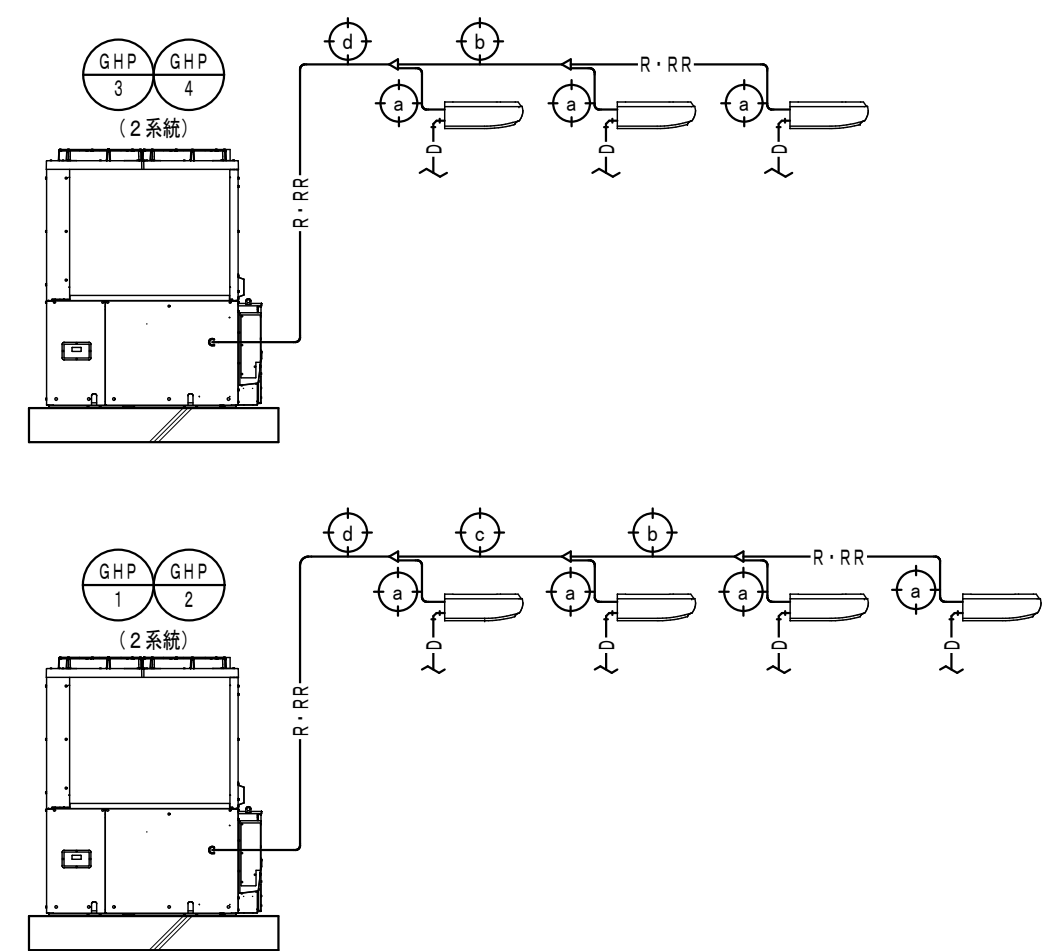 d b
GHP GHP
3 4
(2系統)
R・RR
a a a
D D D
R・RR
d c b
GHP GHP
1 2
(2系統)
R・RR
a a a a
D D D D
R・RR